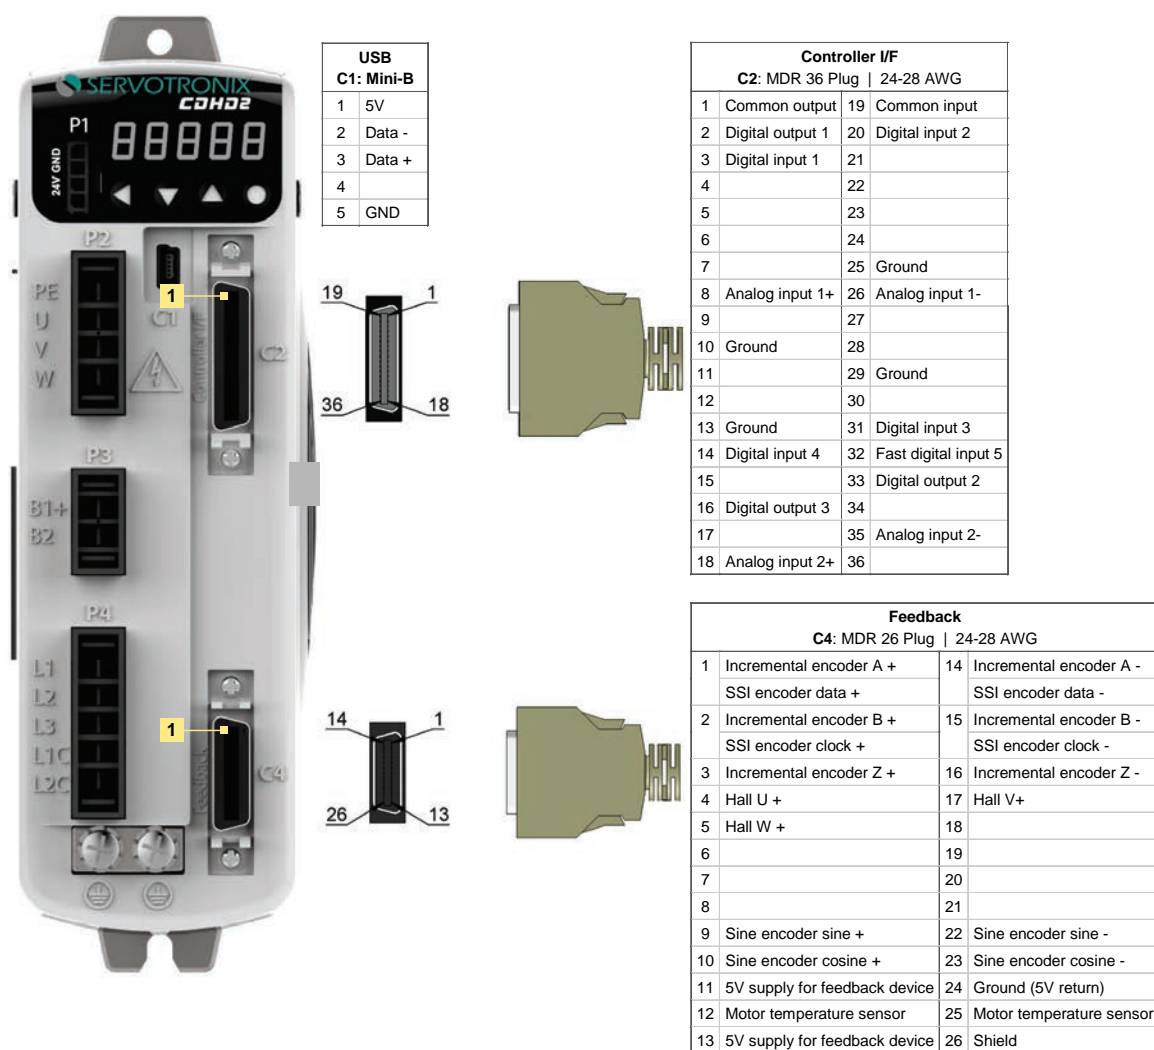 SERVOTRONIX
CDHD2
P1
24V GND
P2
PE
U
V
W
C1
1
Controller I/F
C2
P3
B1+
B2
P4
L1
L2
L3
L1C
L2C
1
Feedback
C4
USB
C1: Mini-B
1 5V
2 Data -
3 Data +
4
5 GND
19 1
36 18
14 1
26 13
Controller I/F
C2: MDR 36 Plug | 24-28 AWG
1 Common output 19 Common input
2 Digital output 1 20 Digital input 2
3 Digital input 1 21
4 22
5 23
6 24
7 25 Ground
8 Analog input 1+ 26 Analog input 1-
9 27
10 Ground 28
11 29 Ground
12 30
13 Ground 31 Digital input 3
14 Digital input 4 32 Fast digital input 5
15 33 Digital output 2
16 Digital output 3 34
17 35 Analog input 2-
18 Analog input 2+ 36
Feedback
C4: MDR 26 Plug | 24-28 AWG
1 Incremental encoder A + 14 Incremental encoder A -
SSI encoder data + SSI encoder data -
2 Incremental encoder B + 15 Incremental encoder B -
SSI encoder clock + SSI encoder clock -
3 Incremental encoder Z + 16 Incremental encoder Z -
4 Hall U + 17 Hall V+
5 Hall W + 18
6 19
7 20
8 21
9 Sine encoder sine + 22 Sine encoder sine -
10 Sine encoder cosine + 23 Sine encoder cosine -
11 5V supply for feedback device 24 Ground (5V return)
12 Motor temperature sensor 25 Motor temperature sensor
13 5V supply for feedback device 26 Shield